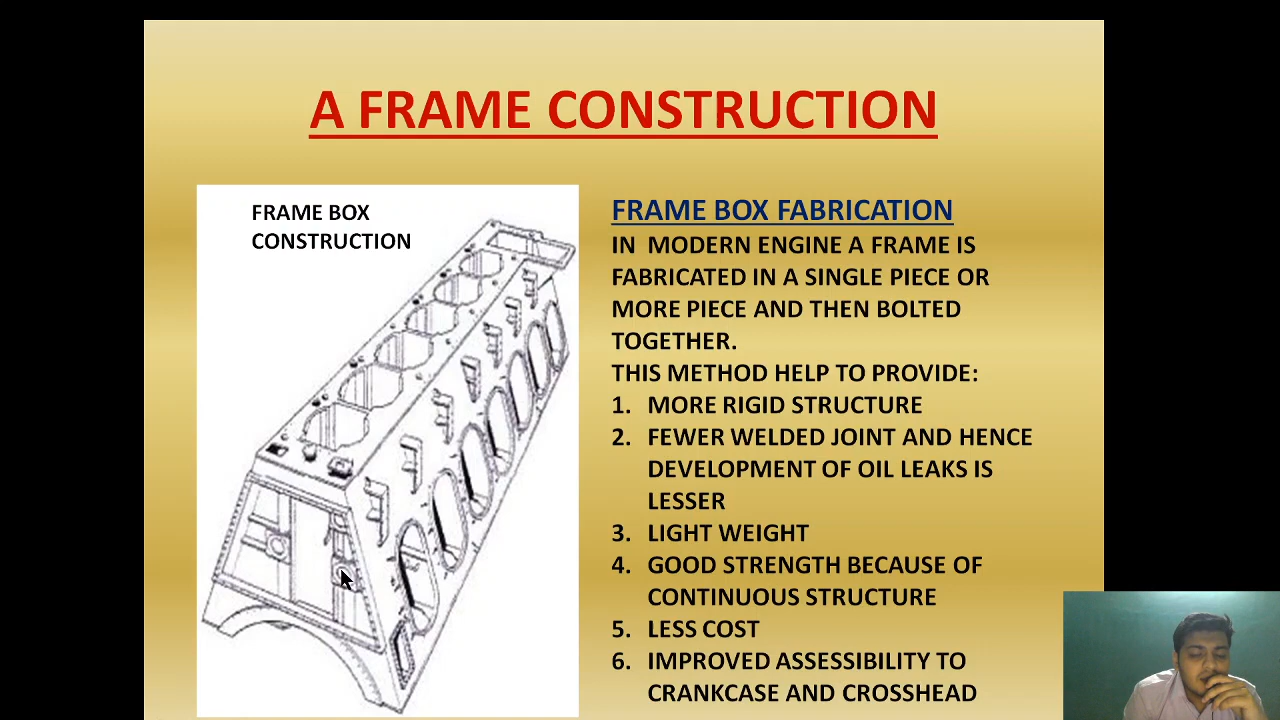 A FRAME CONSTRUCTION
FRAME BOX
CONSTRUCTION
FRAME BOX FABRICATION
IN MODERN ENGINE A FRAME IS
FABRICATED IN A SINGLE PIECE OR
MORE PIECE AND THEN BOLTED
TOGETHER.
THIS METHOD HELP TO PROVIDE:
1. MORE RIGID STRUCTURE
2. FEWER WELDED JOINT AND HENCE
DEVELOPMENT OF OIL LEAKS IS
LESSER
3. LIGHT WEIGHT
4. GOOD STRENGTH BECAUSE OF
CONTINUOUS STRUCTURE
5. LESS COST
6. IMPROVED ASSESSIBILITY TO
CRANKCASE AND CROSSHEAD